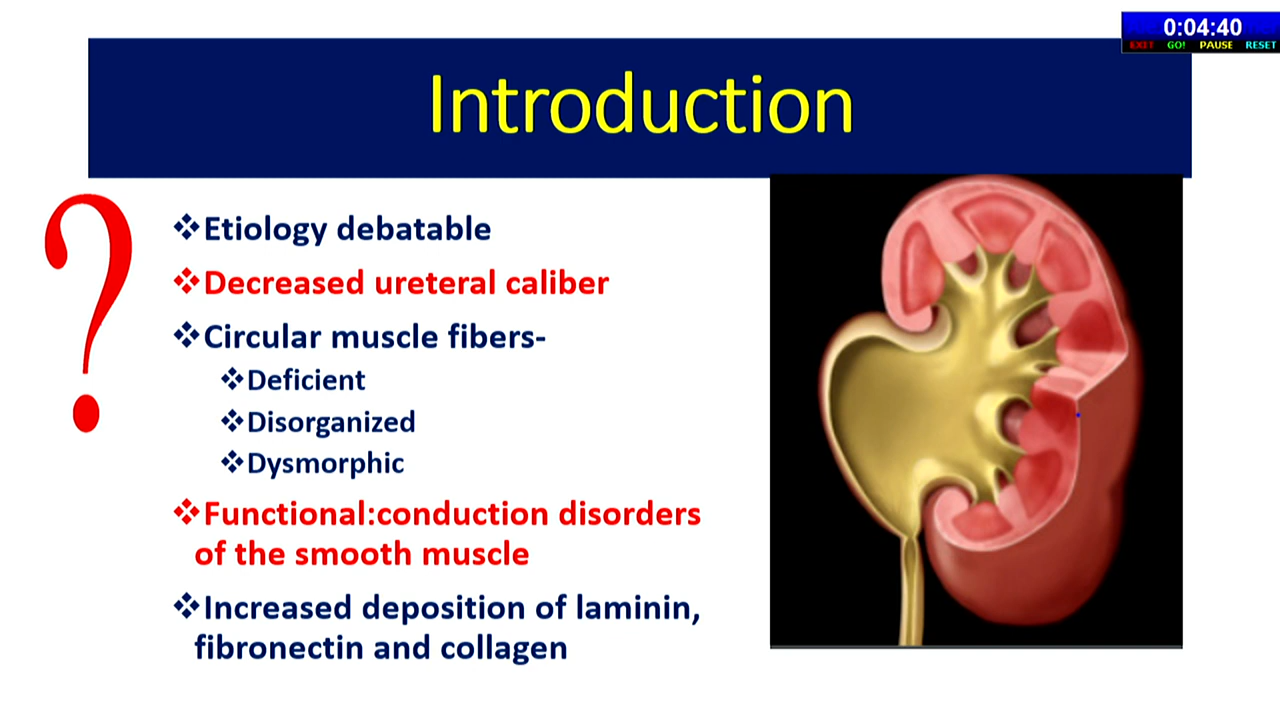 0:04:40
EXIT GO! PAUSE RESET
Introduction
?
❖Etiology debatable
❖Decreased ureteral caliber
❖Circular muscle fibers-
❖Deficient
❖Disorganized
❖Dysmorphic
❖Functional:conduction disorders
of the smooth muscle
❖Increased deposition of laminin,
fibronectin and collagen